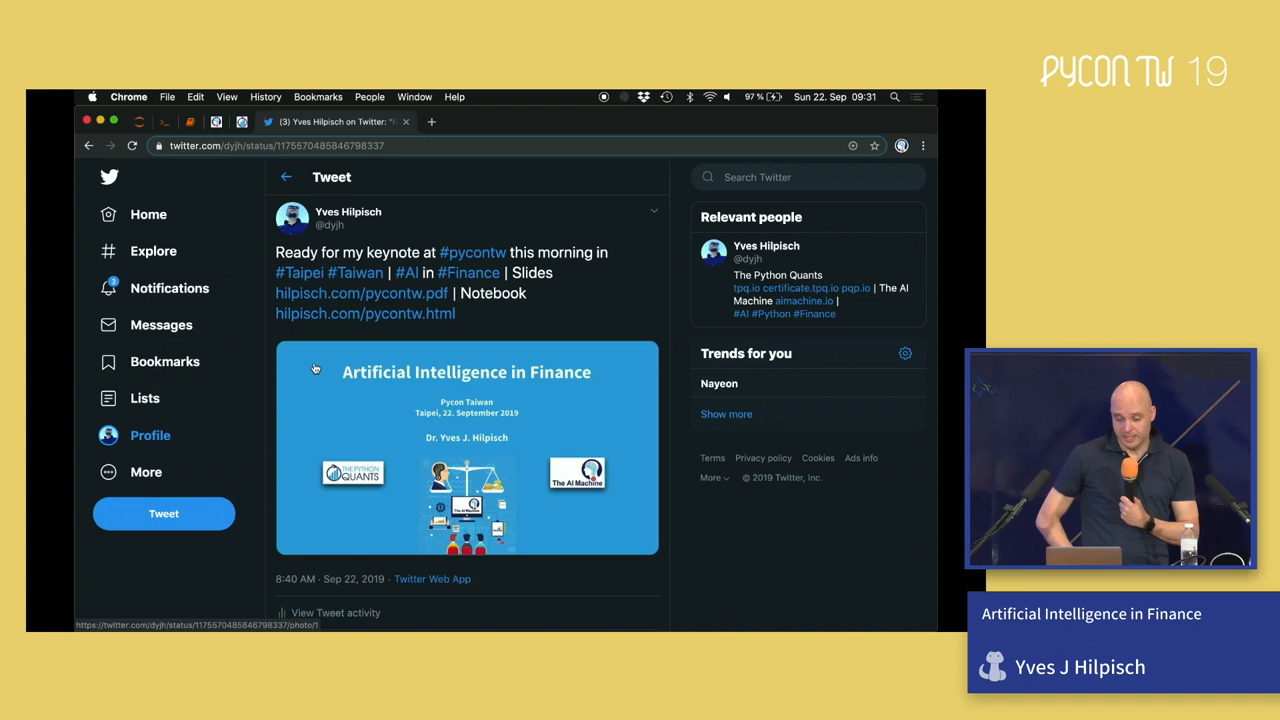 PYCON TW 19
Chrome File Edit View History Bookmarks People Window Help
97 % Sun 22. Sep 09:31
(3) Yves Hilpisch on Twitter: "
twitter.com/dyjh/status/1175570485846798337
Tweet
Search Twitter
Home
Explore
3
Notifications
Messages
Bookmarks
Lists
Profile
More
Tweet
Yves Hilpisch
@dyjh
Ready for my keynote at #pycontw this morning in
#Taipei #Taiwan | #AI in #Finance | Slides
hilpisch.com/pycontw.pdf | Notebook
hilpisch.com/pycontw.html
Artificial Intelligence in Finance
Pycon Taiwan
Taipei, 22. September 2019
Dr. Yves J. Hilpisch
THE PYTHON
QUANTS
The AI Machine
The AI Machine
8:40 AM · Sep 22, 2019 · Twitter Web App
View Tweet activity
https://twitter.com/dyjh/status/1175570485846798337/photo/1
Relevant people
Yves Hilpisch
@dyjh
The Python Quants
tpq.io certificate.tpq.io pqp.io | The AI
Machine aimachine.io |
#AI #Python #Finance
Trends for you
Nayeon
Show more
Terms Privacy policy Cookies Ads info
More © 2019 Twitter, Inc.
Artificial Intelligence in Finance
Yves J Hilpisch